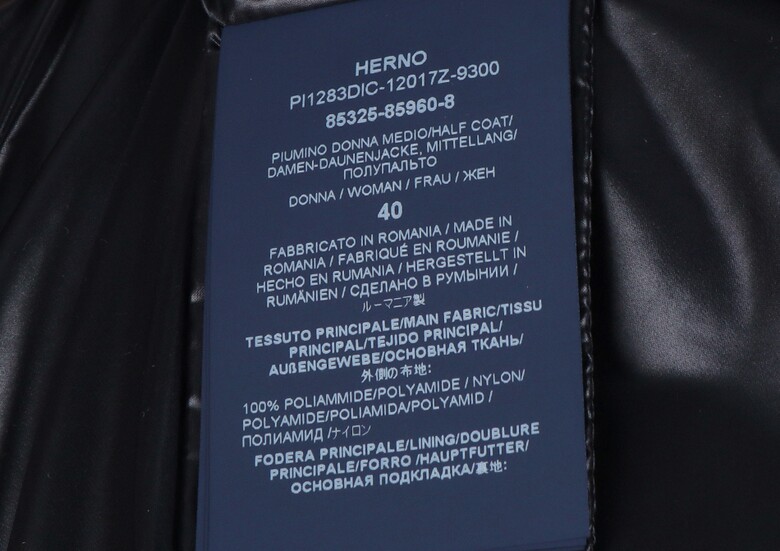 HERNO
PI1283DIC-12017Z-9300
85325-85960-8
PIUMINO DONNA MEDIO/HALF COAT/
DAMEN-DAUNENJACKE, MITTELLANG/
ПОЛУПАЛЬТО
DONNA / WOMAN / FRAU / ЖЕН
40
FABBRICATO IN ROMANIA / MADE IN
ROMANIA / FABRIQUÉ EN ROUMANIE /
HECHO EN RUMANIA / HERGESTELLT IN
RUMÄNIEN / СДЕЛАНО В РУМЫНИИ /
ルーマニア製
TESSUTO PRINCIPALE/MAIN FABRIC/TISSU
PRINCIPAL/TEJIDO PRINCIPAL/
AUßENGEWEBE/ОСНОВНАЯ ТКАНЬ/
外側の布地:
100% POLIAMMIDE/POLYAMIDE / NYLON/
POLYAMIDE/POLIAMIDA/POLYAMID /
ПОЛИАМИД /ナイロン
FODERA PRINCIPALE/LINING/DOUBLURE
PRINCIPALE/FORRO /HAUPTFUTTER/
ОСНОВНАЯ ПОДКЛАДКА/裏地: